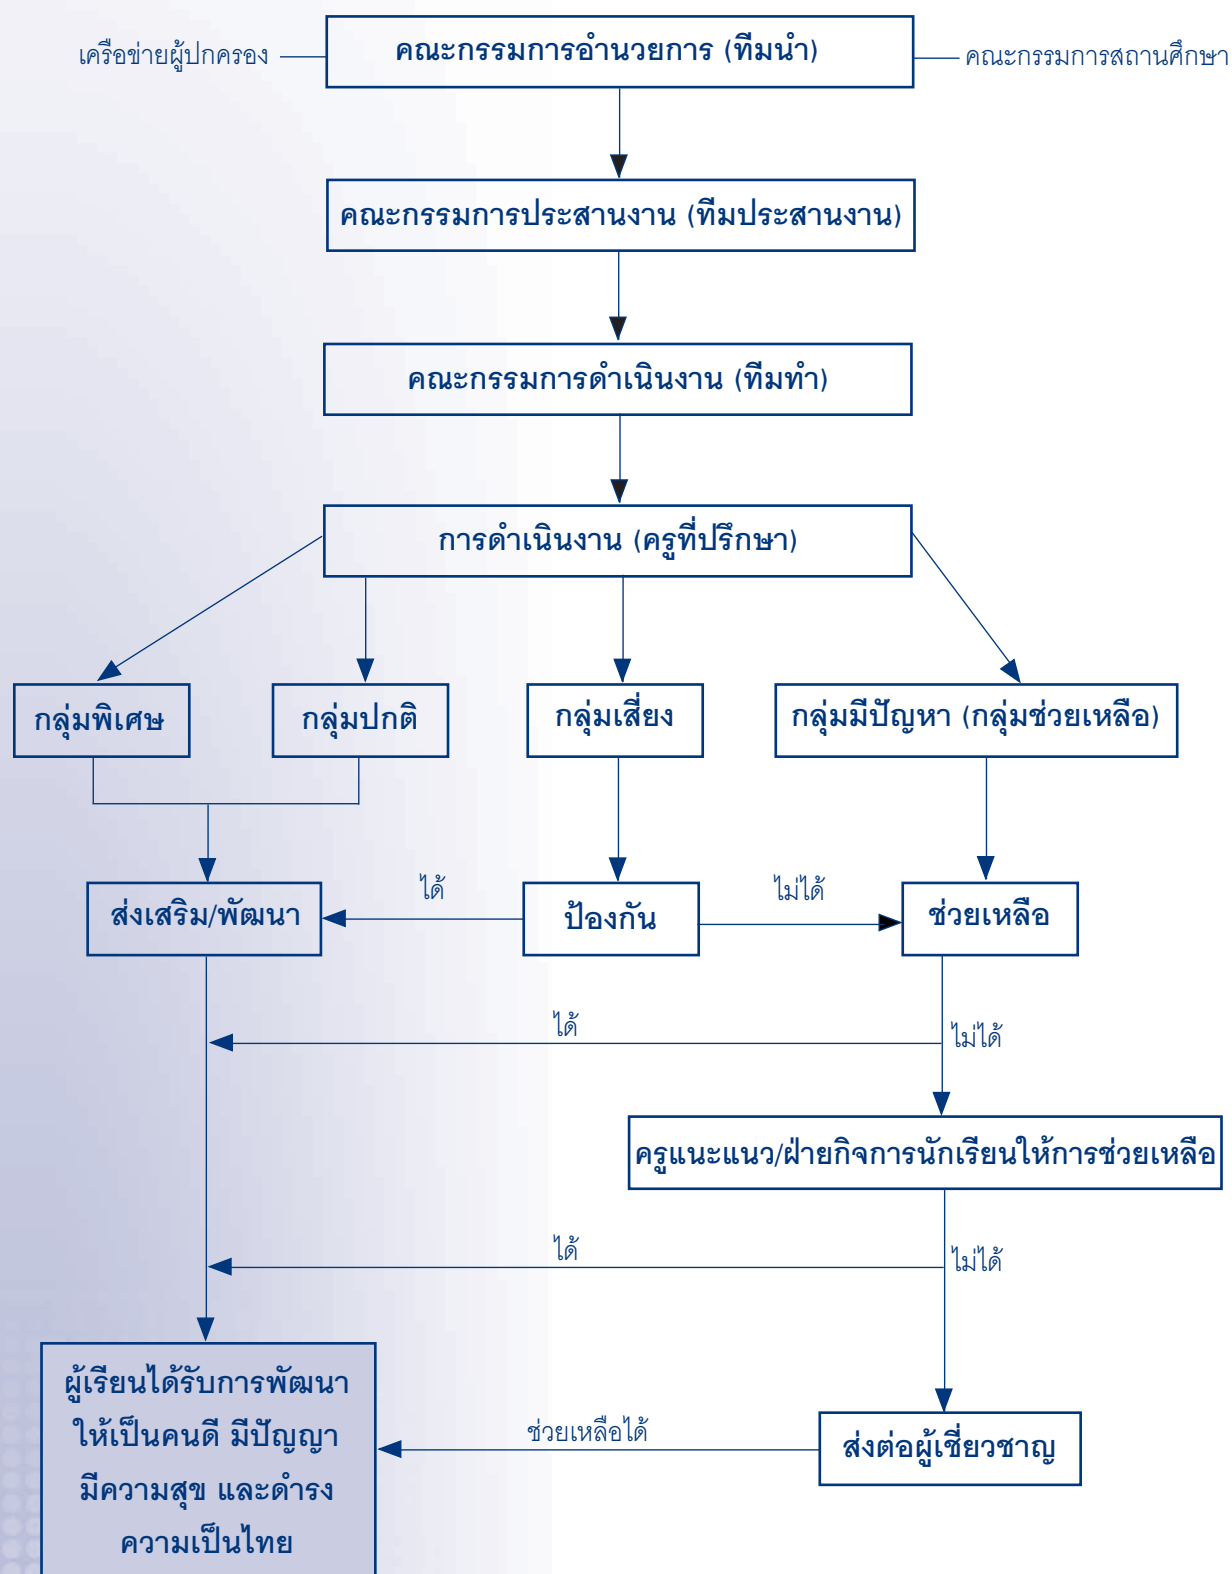 เครือข่ายผู้ปกครอง
คณะกรรมการอำนวยการ (ทีมนำ)
คณะกรรมการสถานศึกษา
คณะกรรมการประสานงาน (ทีมประสานงาน)
คณะกรรมการดำเนินงาน (ทีมทำ)
การดำเนินงาน (ครูที่ปรึกษา)
กลุ่มพิเศษ
กลุ่มปกติ
กลุ่มเสี่ยง
กลุ่มมีปัญหา (กลุ่มช่วยเหลือ)
ส่งเสริม/พัฒนา
ได้
ป้องกัน
ไม่ได้
ช่วยเหลือ
ได้
ไม่ได้
ครูแนะแนว/ฝ่ายกิจการนักเรียนให้การช่วยเหลือ
ได้
ไม่ได้
ผู้เรียนได้รับการพัฒนา
ให้เป็นคนดี มีปัญญา
มีความสุข และดำรง
ความเป็นไทย
ช่วยเหลือได้
ส่งต่อผู้เชี่ยวชาญ